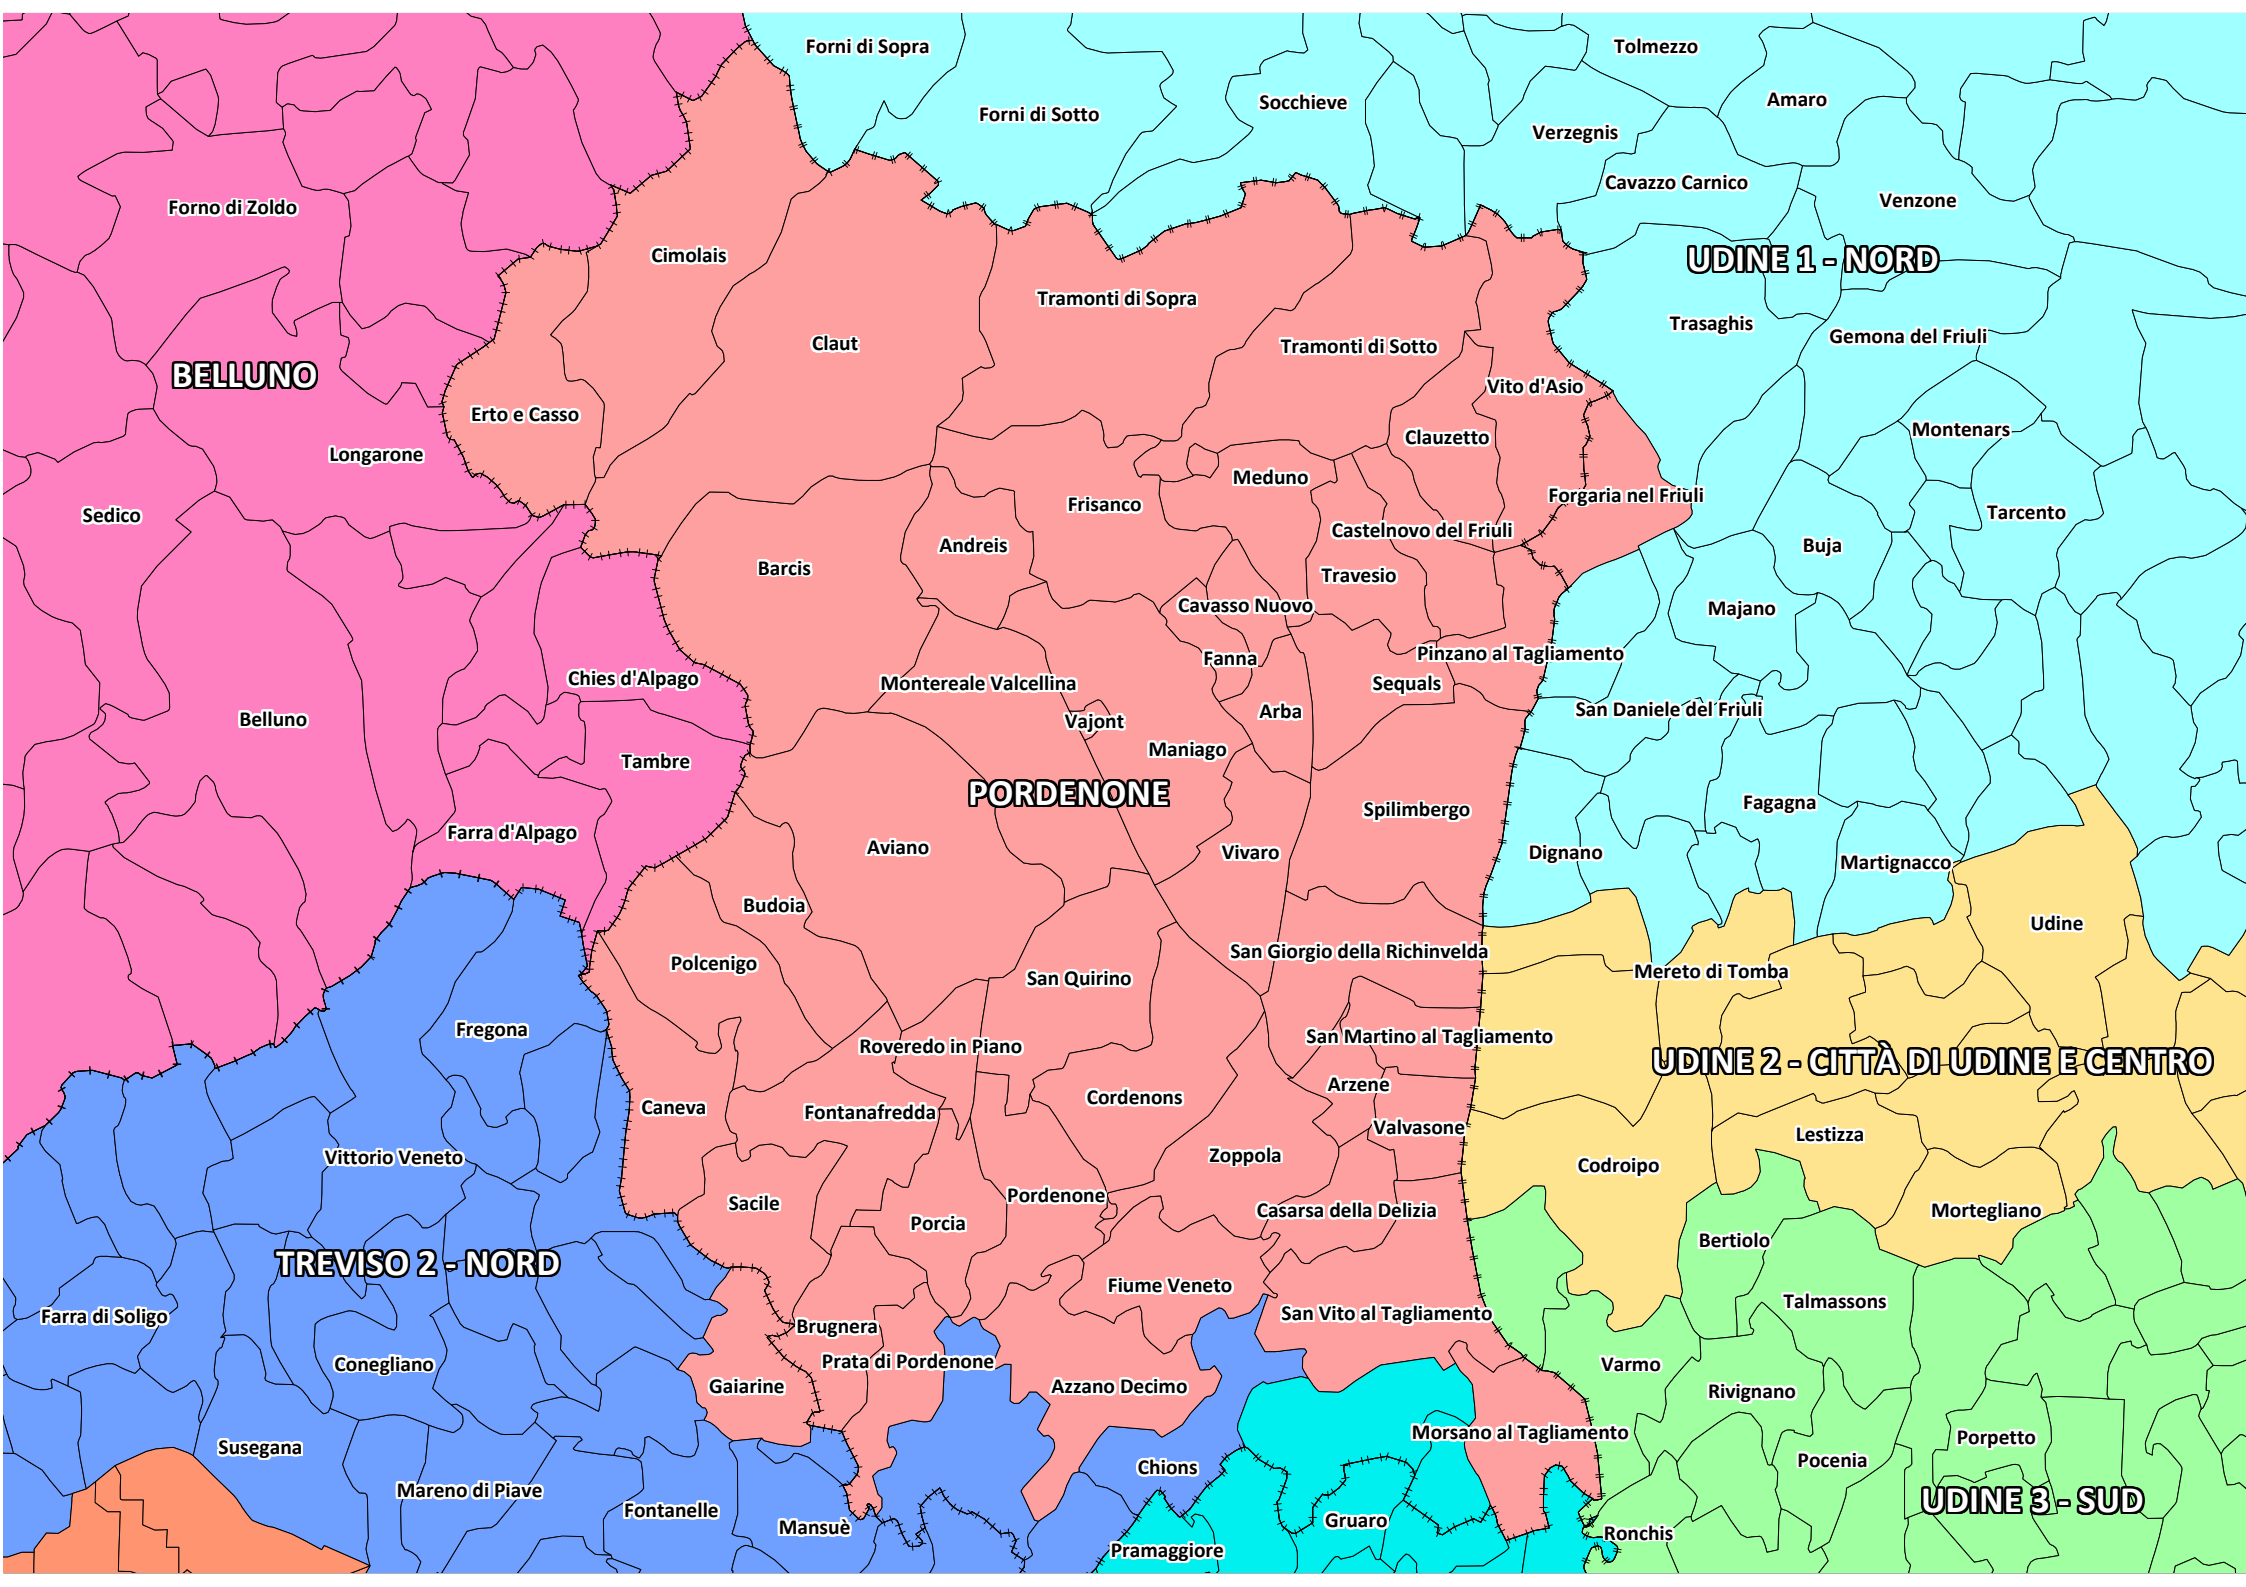 Forni di Sopra
Tolmezzo
Forni di Sotto
Socchieve
Amaro
Verzegnis
Cavazzo Carnico
Venzone
Forno di Zoldo
Cimolais
UDINE 1 - NORD
Tramonti di Sopra
Trasaghis
Gemona del Friuli
Claut
Tramonti di Sotto
BELLUNO
Vito d'Asio
Erto e Casso
Montenars
Clauzetto
Longarone
Meduno
Forgaria nel Friuli
Frisanco
Sedico
Tarcento
Castelnovo del Friuli
Andreis
Buja
Barcis
Travesio
Cavasso Nuovo
Majano
Pinzano al Tagliamento
Fanna
Chies d'Alpago
Montereale Valcellina
Sequals
San Daniele del Friuli
Arba
Belluno
Vajont
Maniago
Tambre
PORDENONE
Fagagna
Spilimbergo
Farra d'Alpago
Aviano
Vivaro
Dignano
Martignacco
Budoia
Udine
San Giorgio della Richinvelda
Polcenigo
San Quirino
Mereto di Tomba
Fregona
San Martino al Tagliamento
Roveredo in Piano
UDINE 2 - CITTÀ DI UDINE E CENTRO
Arzene
Cordenons
Caneva
Fontanafredda
Valvasone
Lestizza
Vittorio Veneto
Zoppola
Codroipo
Pordenone
Sacile
Casarsa della Delizia
Mortegliano
Porcia
Bertiolo
TREVISO 2 - NORD
Fiume Veneto
Talmassons
San Vito al Tagliamento
Farra di Soligo
Brugnera
Conegliano
Prata di Pordenone
Varmo
Gaiarine
Azzano Decimo
Rivignano
Morsano al Tagliamento
Porpetto
Susegana
Pocenia
Chions
Mareno di Piave
UDINE 3 - SUD
Fontanelle
Gruaro
Mansuè
Ronchis
Pramaggiore